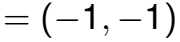 = (−1, −1)